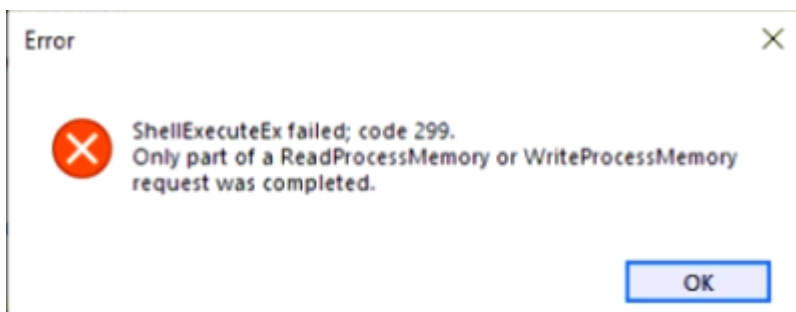 Error
ShellExecuteEx failed; code 299.
Only part of a ReadProcessMemory or WriteProcessMemory
request was completed.
OK